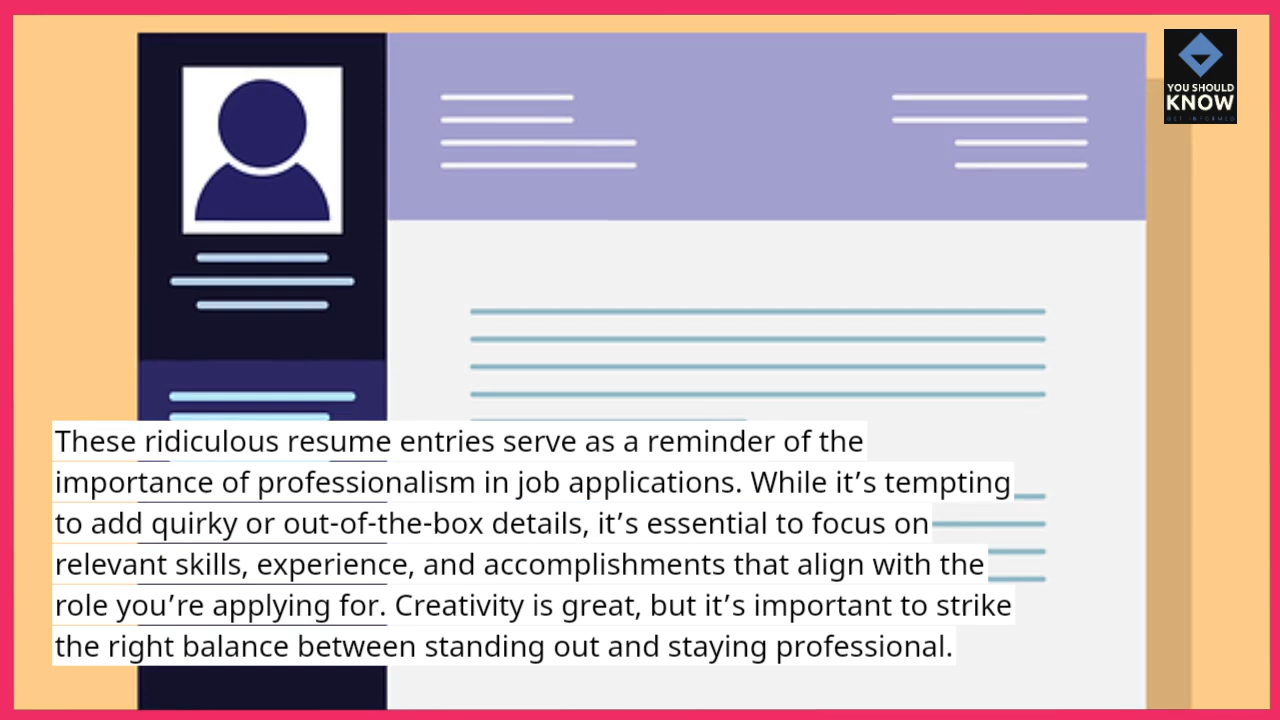 YOU SHOULD
KNOW
GET INFORMED
These ridiculous resume entries serve as a reminder of the
importance of professionalism in job applications. While it’s tempting
to add quirky or out-of-the-box details, it’s essential to focus on
relevant skills, experience, and accomplishments that align with the
role you’re applying for. Creativity is great, but it’s important to strike
the right balance between standing out and staying professional.